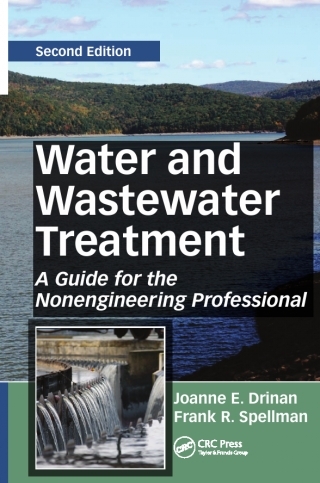 Second Edition
Water and
Wastewater
Treatment
A Guide for the
Nonengineering Professional
Joanne E. Drinan
Frank R. Spellman
CRC
CRC Press
Taylor & Francis Group